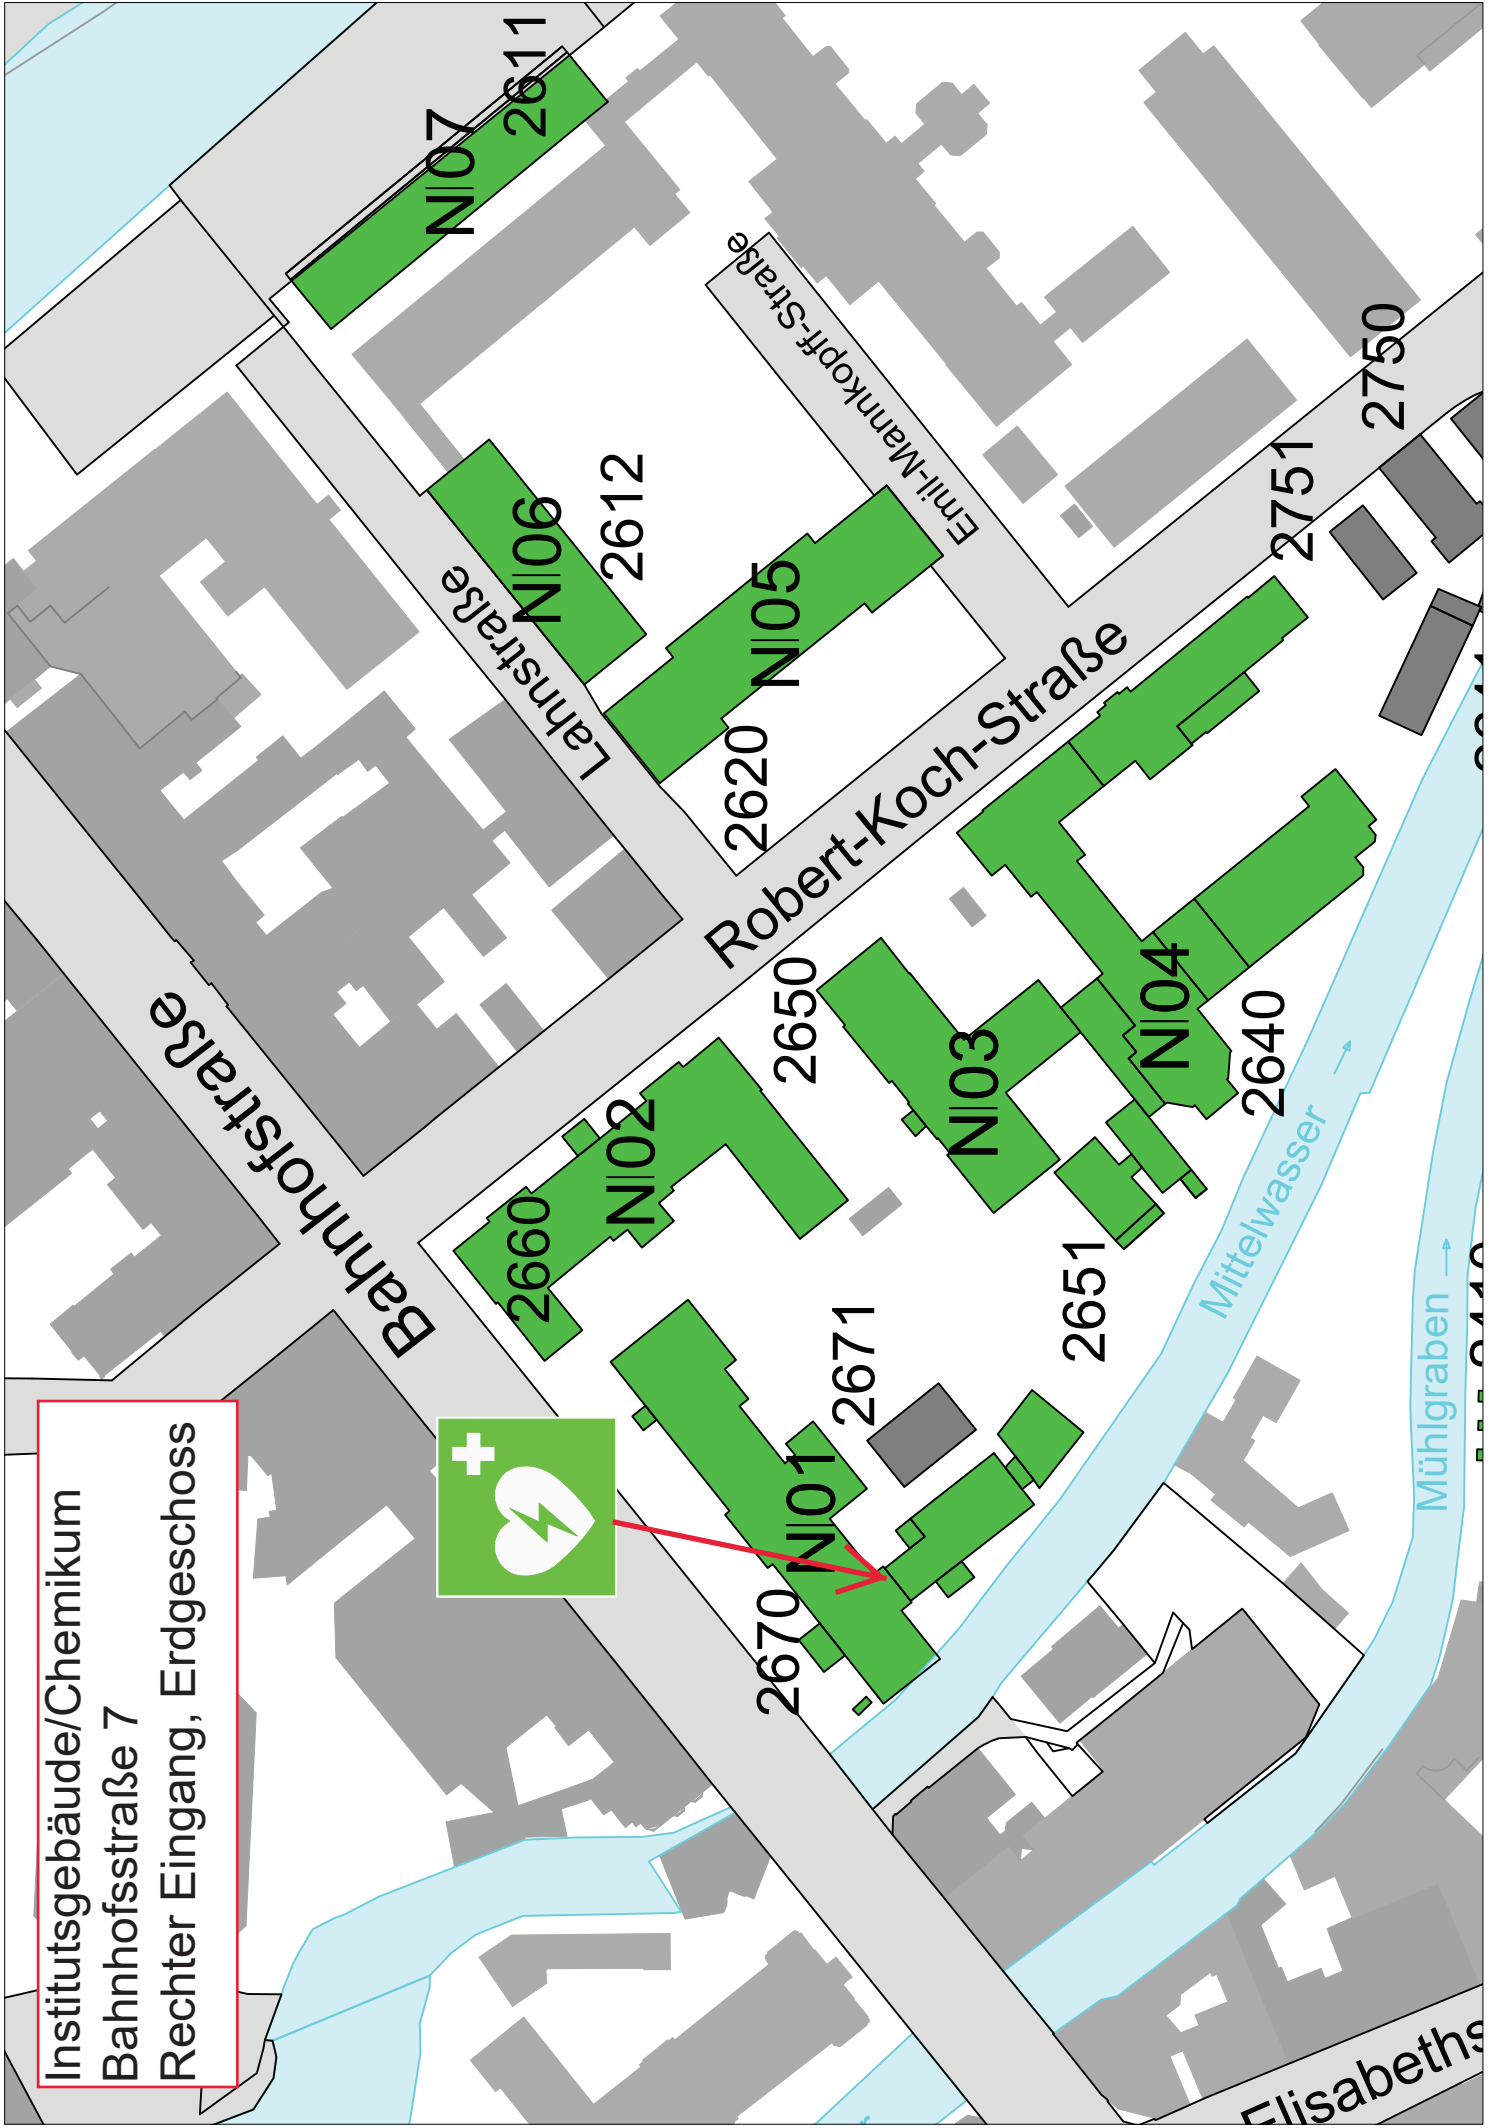 Institutsgebäude/Chemikum
Bahnhofsstraße 7
Rechter Eingang, Erdgeschoss
Bahnhofstraße
Lahnstraße
N|07
2611
N|06
2612
N|05
2620
Emil-Mannkopff-Straße
Robert-Koch-Straße
N|02
2660
2650
N|03
N|04
2640
2651
2671
N|01
2670
2751
2750
Mittelwasser
Mühlgraben
Elisabeths